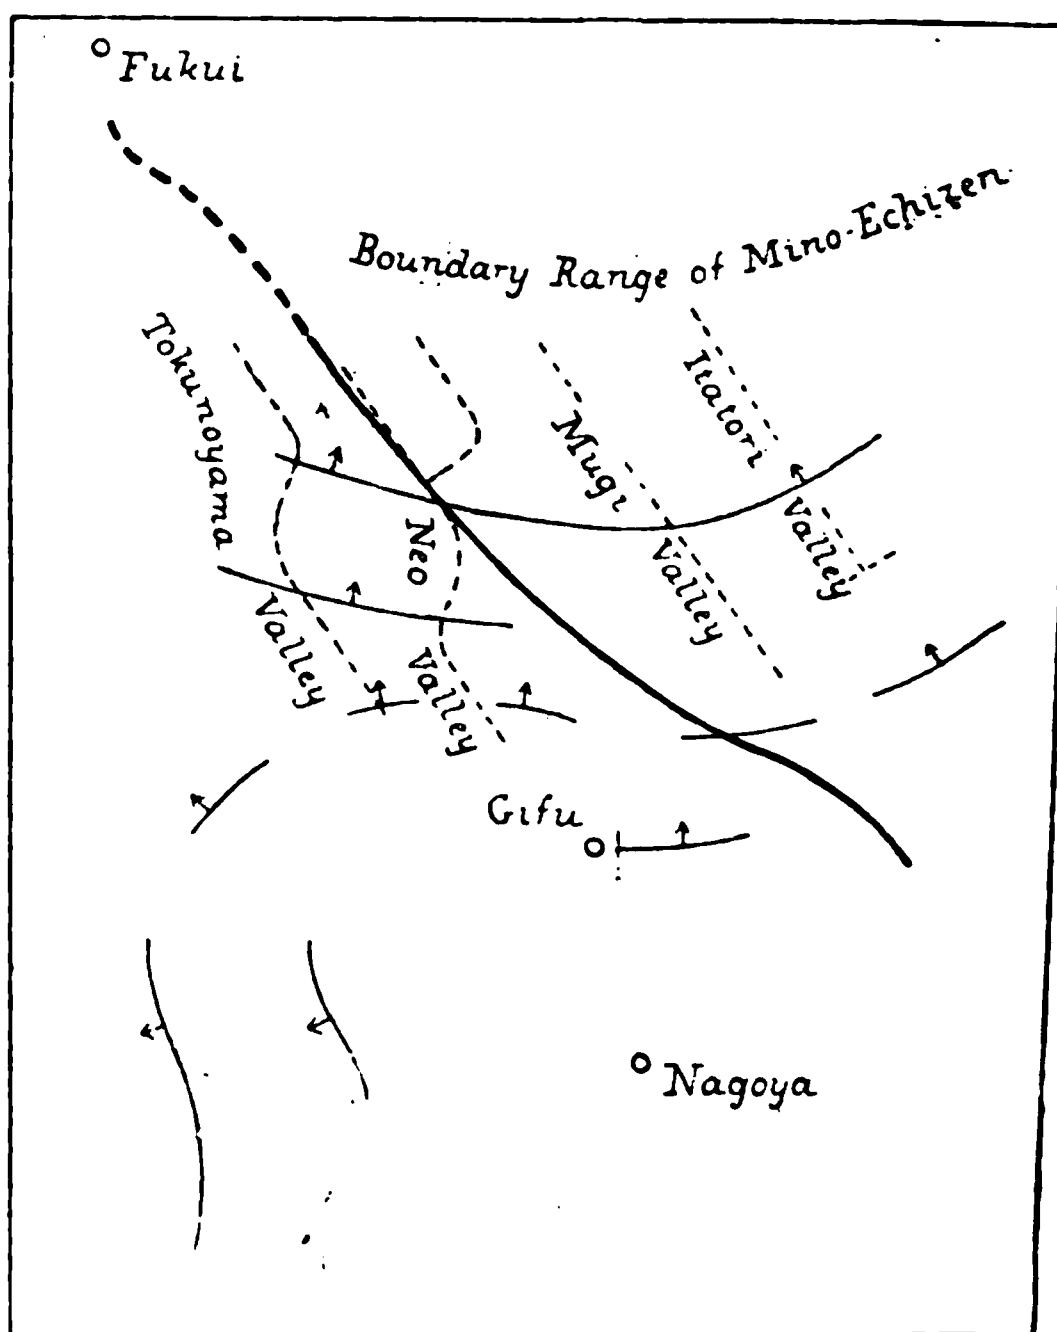 Fukui
Boundary Range of Mino-Echizen
Tokunoyama Valley
Neo Valley
Mugi Valley
Itatori Valley
Gifu
Nagoya